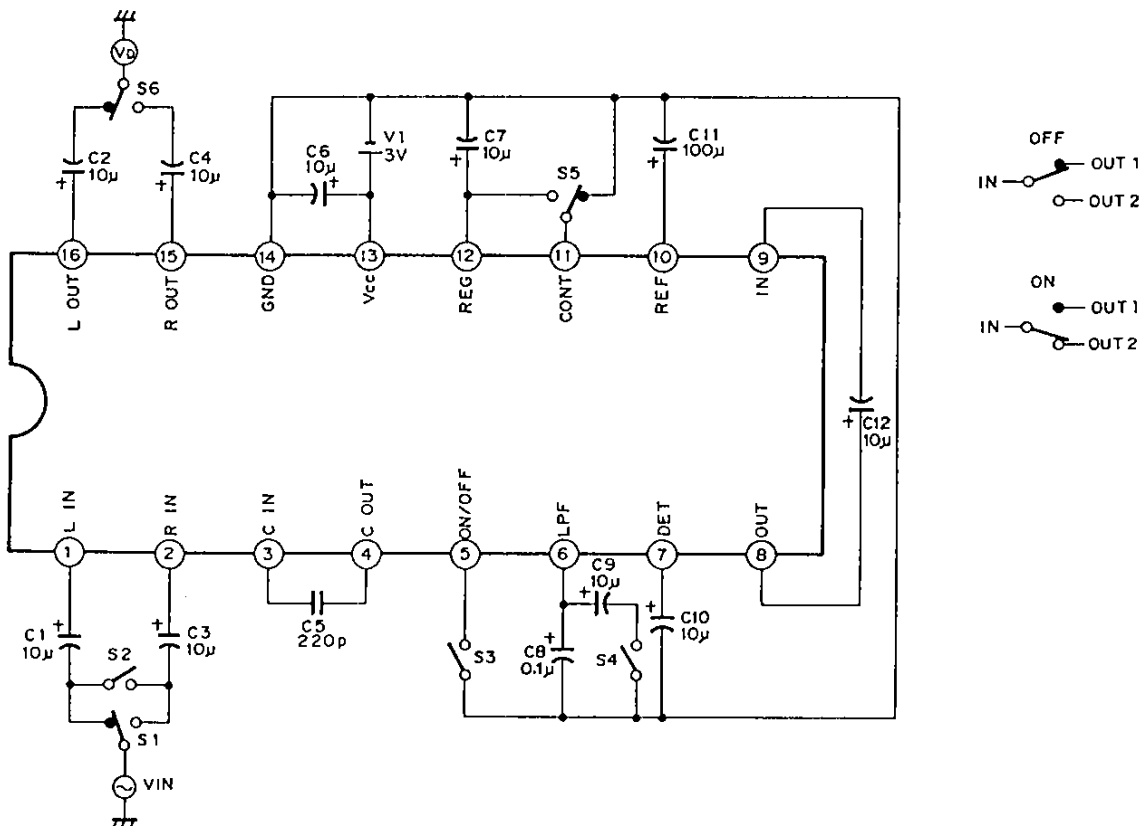 VD
S6
C2
10μ
C4
10μ
C6
10μ
V1
3V
C7
10μ
S5
C11
100μ
OFF
IN
OUT 1
OUT 2
ON
IN
OUT 1
OUT 2
16
15
14
13
12
11
10
9
L OUT
R OUT
GND
Vcc
REG
CONT
REF
IN
C12
10μ
L IN
R IN
C IN
C OUT
ON/OFF
LPF
DET
OUT
1
2
3
4
5
6
7
8
C1
10μ
C3
10μ
S2
S1
VIN
C5
220p
S3
C8
0.1μ
C9
10μ
S4
C10
10μ